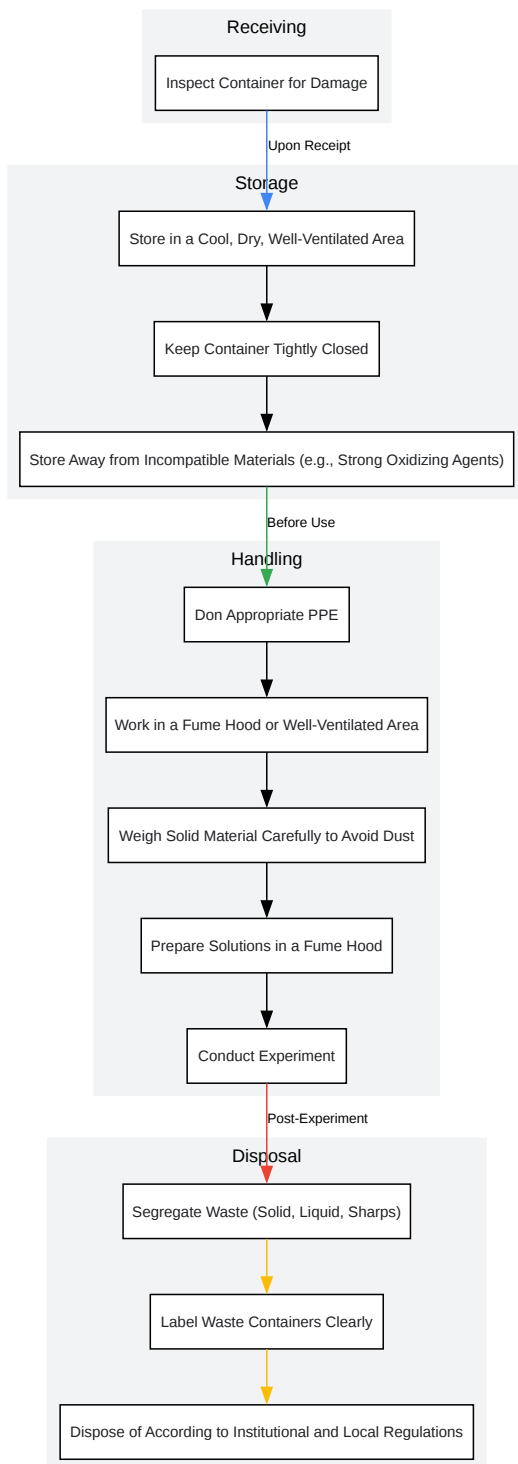 Receiving
Inspect Container for Damage
Upon Receipt
Storage
Store in a Cool, Dry, Well-Ventilated Area
Keep Container Tightly Closed
Store Away from Incompatible Materials (e.g., Strong Oxidizing Agents)
Before Use
Handling
Don Appropriate PPE
Work in a Fume Hood or Well-Ventilated Area
Weigh Solid Material Carefully to Avoid Dust
Prepare Solutions in a Fume Hood
Conduct Experiment
Post-Experiment
Disposal
Segregate Waste (Solid, Liquid, Sharps)
Label Waste Containers Clearly
Dispose of According to Institutional and Local Regulations